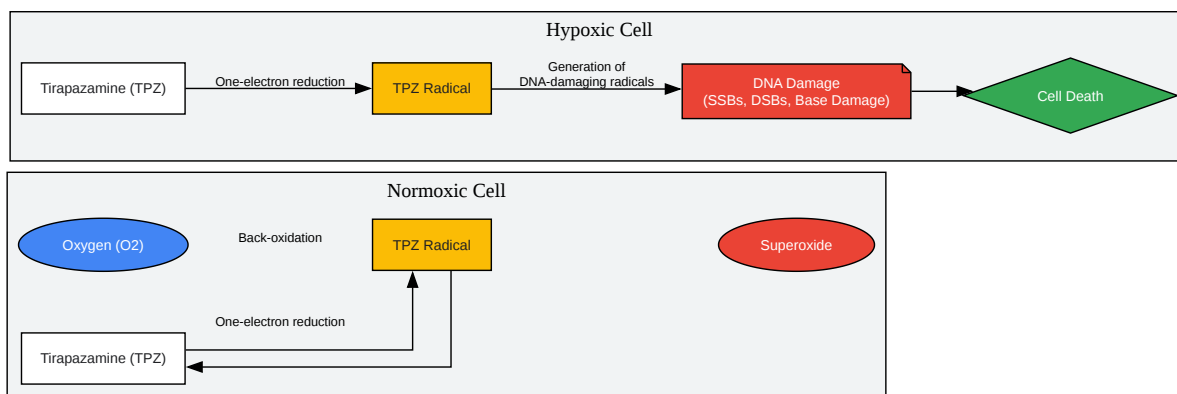 Hypoxic Cell
Tirapazamine (TPZ)
One-electron reduction
TPZ Radical
Generation of
DNA-damaging radicals
DNA Damage
(SSBs, DSBs, Base Damage)
Cell Death
Normoxic Cell
Oxygen (O2)
Back-oxidation
TPZ Radical
Superoxide
One-electron reduction
Tirapazamine (TPZ)